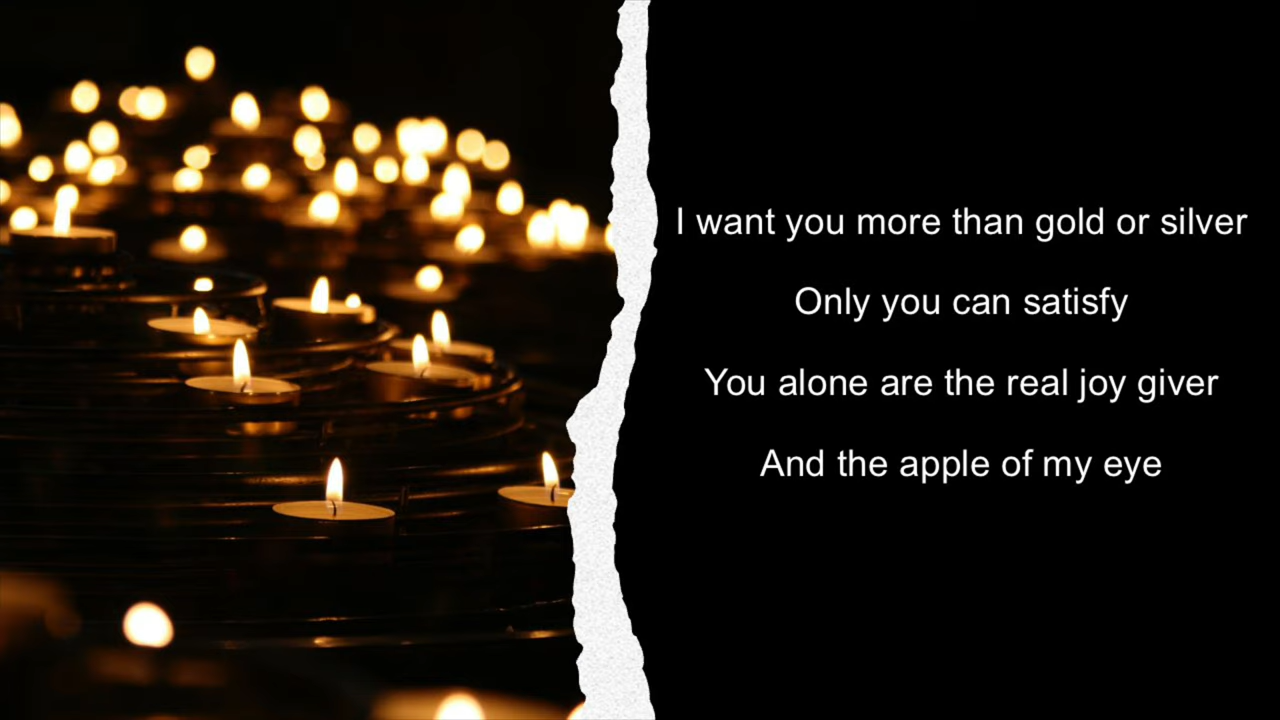 I want you more than gold or silver
Only you can satisfy
You alone are the real joy giver
And the apple of my eye